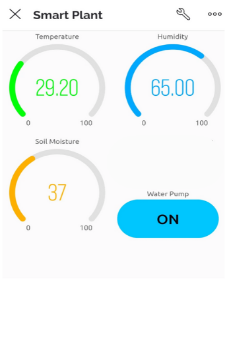 Smart Plant
Temperature
Humidity
29.20
65.00
0
100
0
100
Soil Moisture
37
0
100
Water Pump
ON